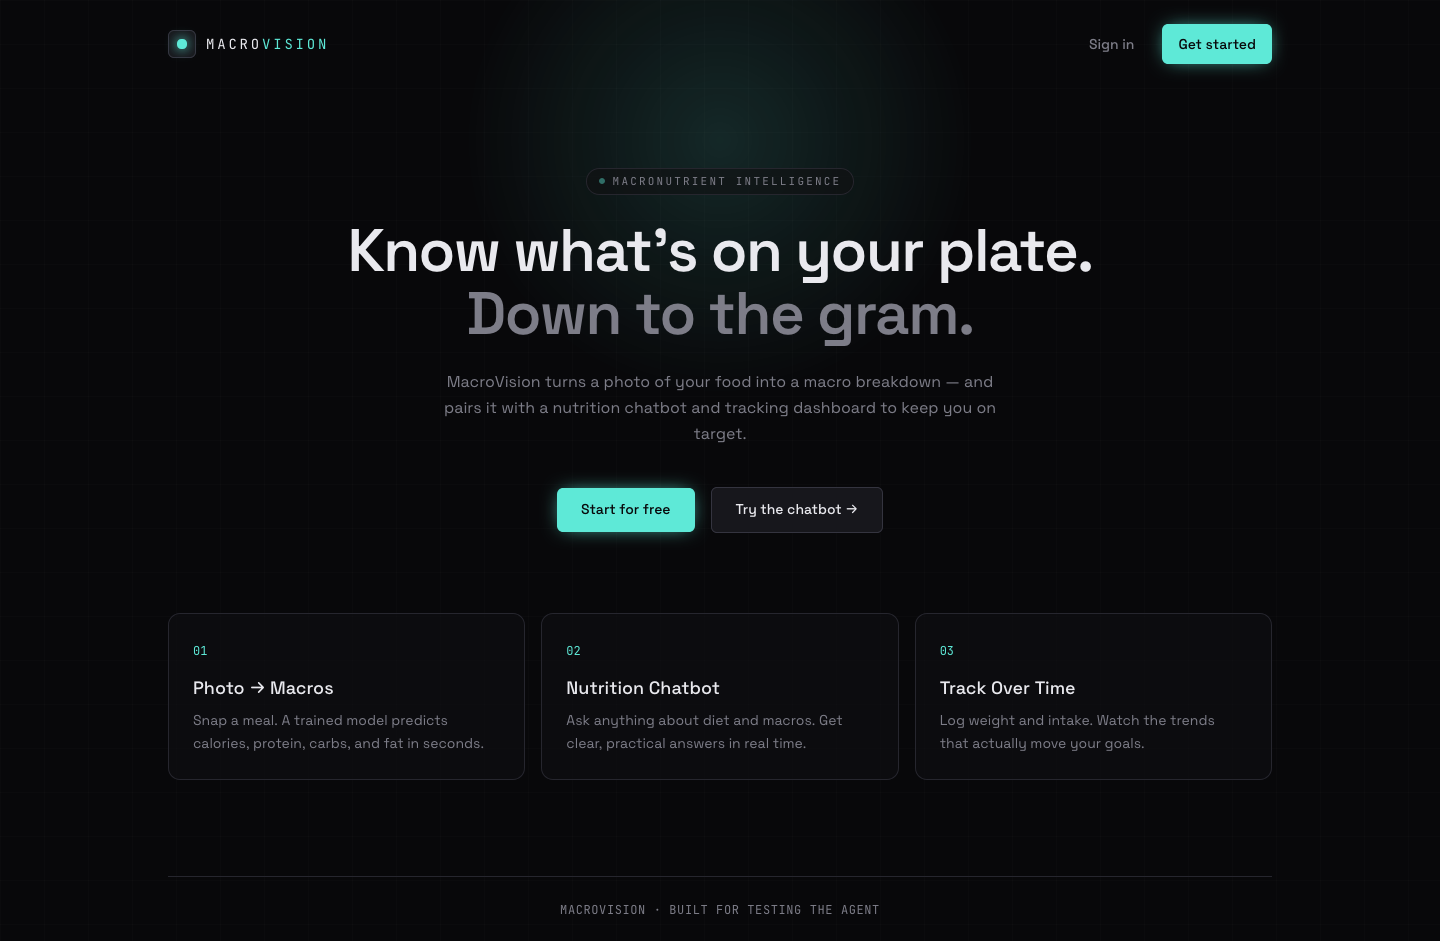 MACROVISION
Sign in
Get started
MACRONUTRIENT INTELLIGENCE
Know what's on your plate.
Down to the gram.
MacroVision turns a photo of your food into a macro breakdown — and
pairs it with a nutrition chatbot and tracking dashboard to keep you on
target.
Start for free
Try the chatbot →
01
Photo → Macros
Snap a meal. A trained model predicts
calories, protein, carbs, and fat in seconds.
02
Nutrition Chatbot
Ask anything about diet and macros. Get
clear, practical answers in real time.
03
Track Over Time
Log weight and intake. Watch the trends
that actually move your goals.
MACROVISION · BUILT FOR TESTING THE AGENT